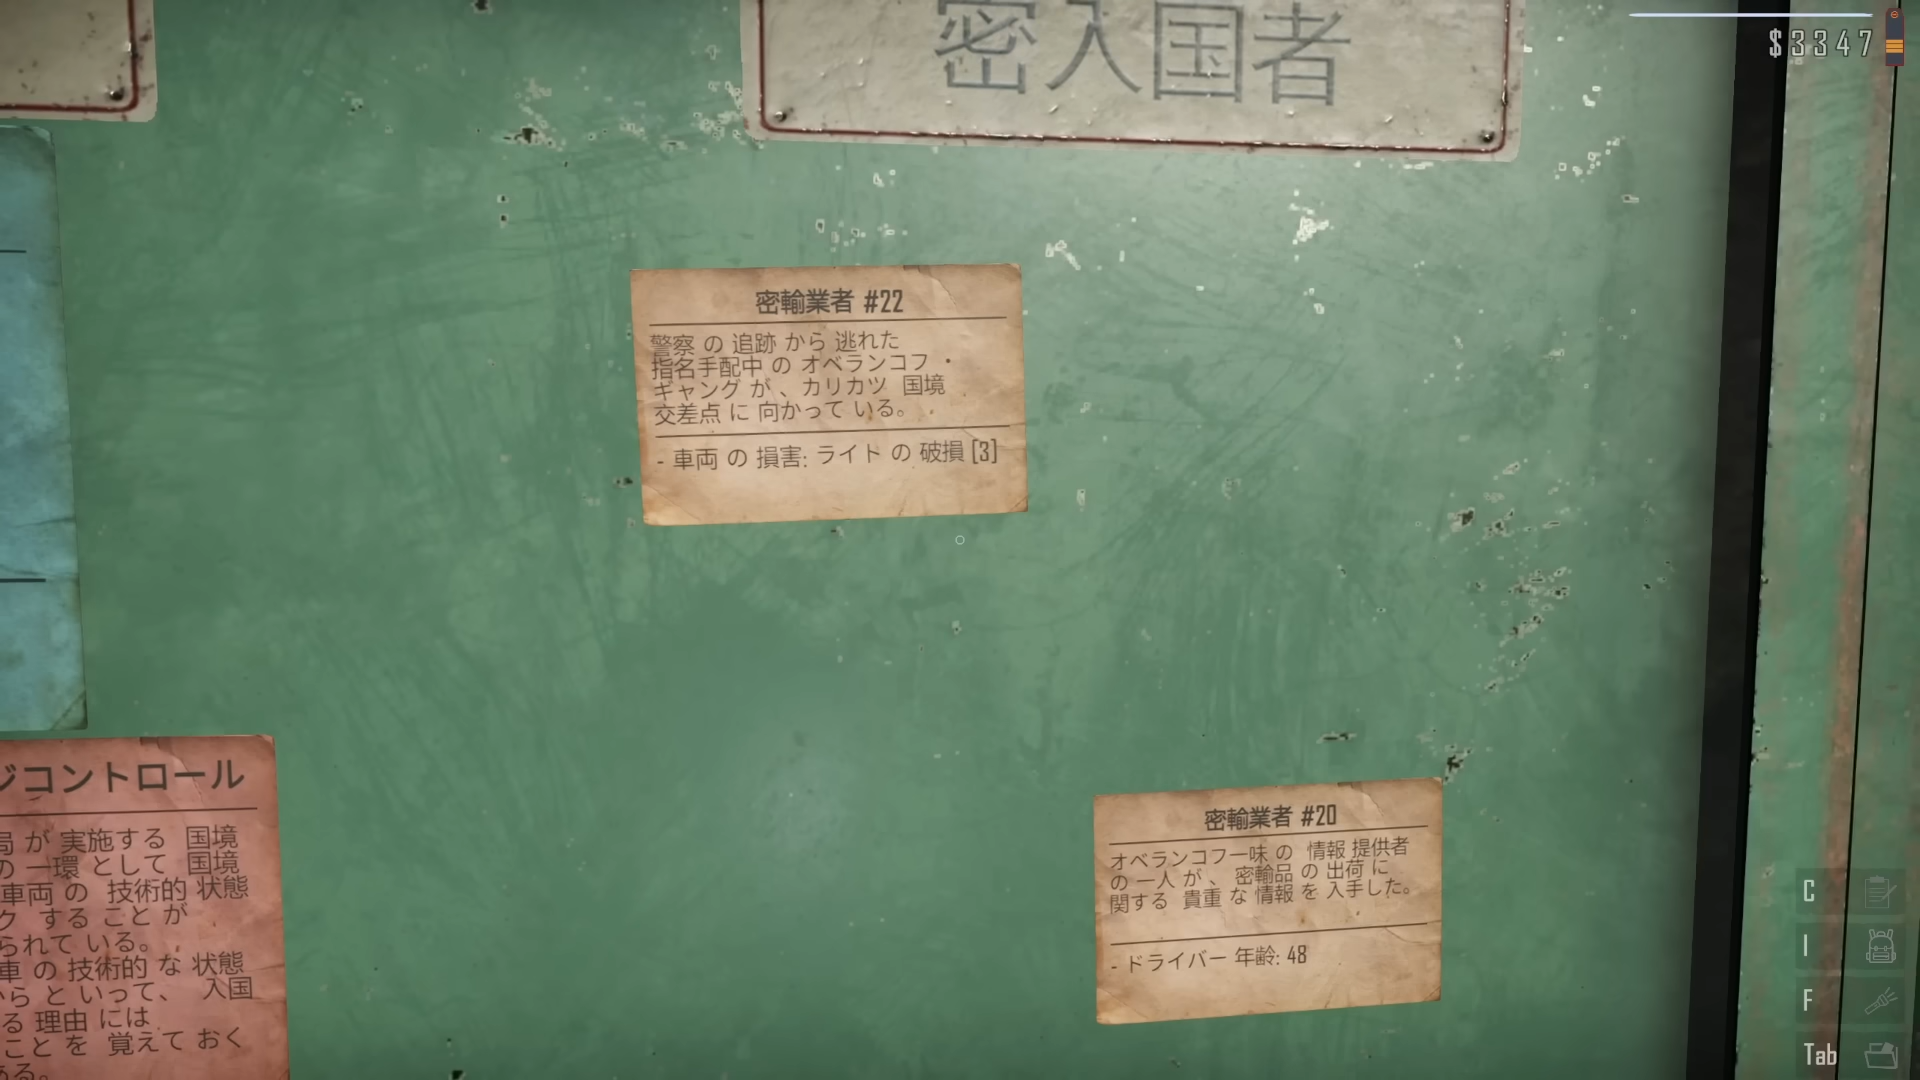 密入国者
$3347
密輸業者 #22
警察 の 追跡 から 逃れた
指名手配中 の オベランコフ ・
ギャング が 、カリカツ 国境
交差点 に 向かって いる。
- 車両 の 損害: ライト の 破損 [3]
ジコントロール
局 が 実施する 国境
の 一環 として 国境
車両 の 技術的 状態
ク する ことが
られて いる。
車 の 技術的 な 状態
から と いって、 入国
る 理由 には
ことを 覚えて おく
ある。
密輸業者 #20
オベランコフ一味 の 情報 提供者
の 一人 が 、 密輸品 の 出荷 に
関する 貴重 な 情報 を 入手した。
- ドライバー 年齢: 48
C
I
F
Tab